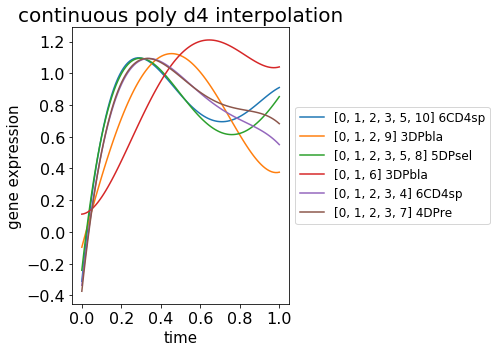 continuous poly d4 interpolation
gene expression
1.2
1.0
0.8
0.6
0.4
0.2
0.0
−0.2
−0.4
0.0 0.2 0.4 0.6 0.8 1.0
time
[0, 1, 2, 3, 5, 10] 6CD4sp
[0, 1, 2, 9] 3DPbla
[0, 1, 2, 3, 5, 8] 5DPsel
[0, 1, 6] 3DPbla
[0, 1, 2, 3, 4] 6CD4sp
[0, 1, 2, 3, 7] 4DPre